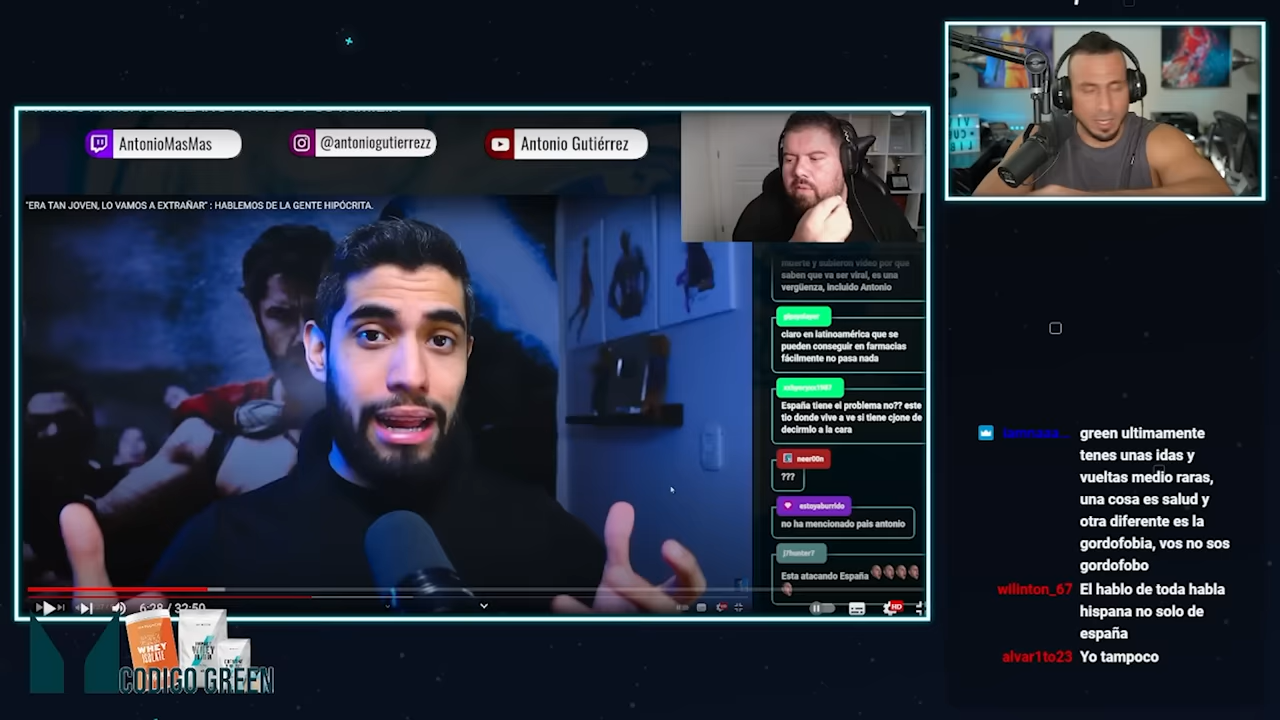 AntonioMasMas
@antoniogutierrezz
Antonio Gutiérrez
"ERA TAN JOVEN, LO VAMOS A EXTRAÑAR" : HABLEMOS DE LA GENTE HIPÓCRITA.
muerte y subieron video por que
saben que va ser viral, es una
vergüenza, incluido Antonio
claro en latinoamérica que se
pueden conseguir en farmacias
fácilmente no pasa nada
España tiene el problema no?? este
tio donde vive a ve si tiene cjone de
decirmlo a la cara
neer00n
???
estoyaburrido
no ha mencionado pais antonio
j7hunter7
Esta atacando España
6:28 / 32:50
HD
WHEY
ISOLATE
CODIGO GREEN
green ultimamente
tenes unas idas y
vueltas medio raras,
una cosa es salud y
otra diferente es la
gordofobia, vos no sos
gordofobo
wilinton_67 El hablo de toda habla
hispana no solo de
españa
alvar1to23 Yo tampoco